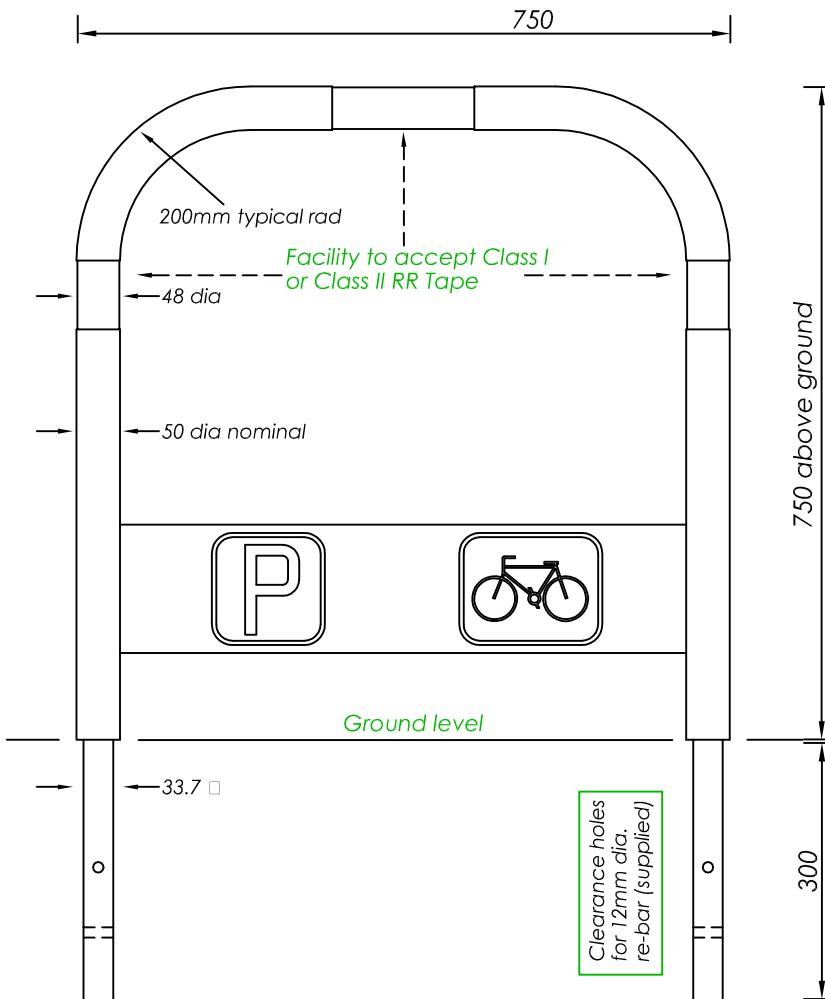 750
200mm typical rad
Facility to accept Class I
or Class II RR Tape
48 dia
750 above ground
50 dia nominal
P
Ground level
33.7 □
Clearance holes
for 12mm dia.
re-bar (supplied)
300